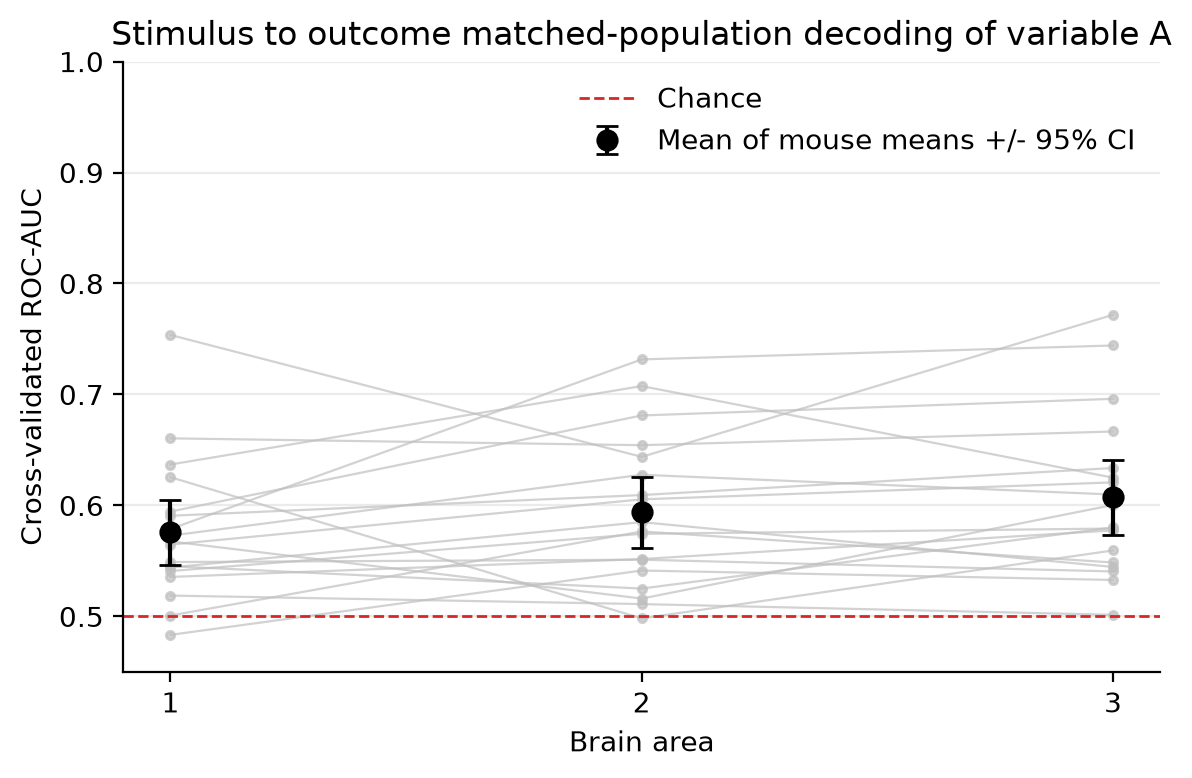 Stimulus to outcome matched-population decoding of variable A
Chance
Mean of mouse means +/- 95% CI
Cross-validated ROC-AUC
1.0
0.9
0.8
0.7
0.6
0.5
1 2 3
Brain area